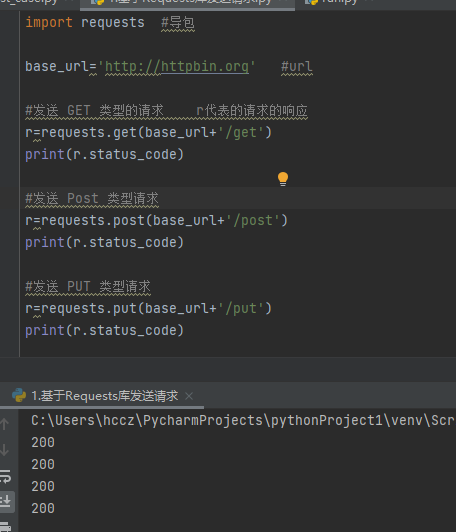 1.基于Requests库发送请求.py
import requests  #导包
base_url='http://httpbin.org'   #url
#发送 GET 类型的请求    r代表的请求的响应
r=requests.get(base_url+'/get')
print(r.status_code)
#发送 Post 类型请求
r=requests.post(base_url+'/post')
print(r.status_code)
#发送 PUT 类型请求
r=requests.put(base_url+'/put')
print(r.status_code)
1.基于Requests库发送请求
C:\Users\hccz\PycharmProjects\pythonProject1\venv\Scr
200
200
200
200